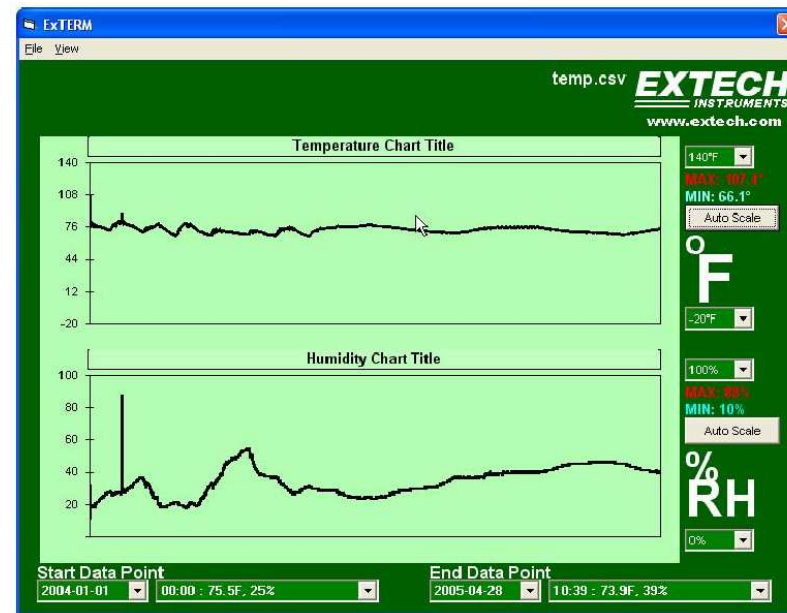 ExTERM
File View
temp.csv EXTECH
INSTRUMENTS
www.extech.com
Temperature Chart Title
140
108
76
44
12
-20
140°F
MAX: 107.4°
MIN: 66.1°
Auto Scale
°F
-20°F
Humidity Chart Title
100
80
60
40
20
100%
MAX: 88%
MIN: 10%
Auto Scale
%
RH
0%
Start Data Point
2004-01-01 00:00 : 75.5F, 25%
End Data Point
2005-04-28 10:39 : 73.9F, 39%